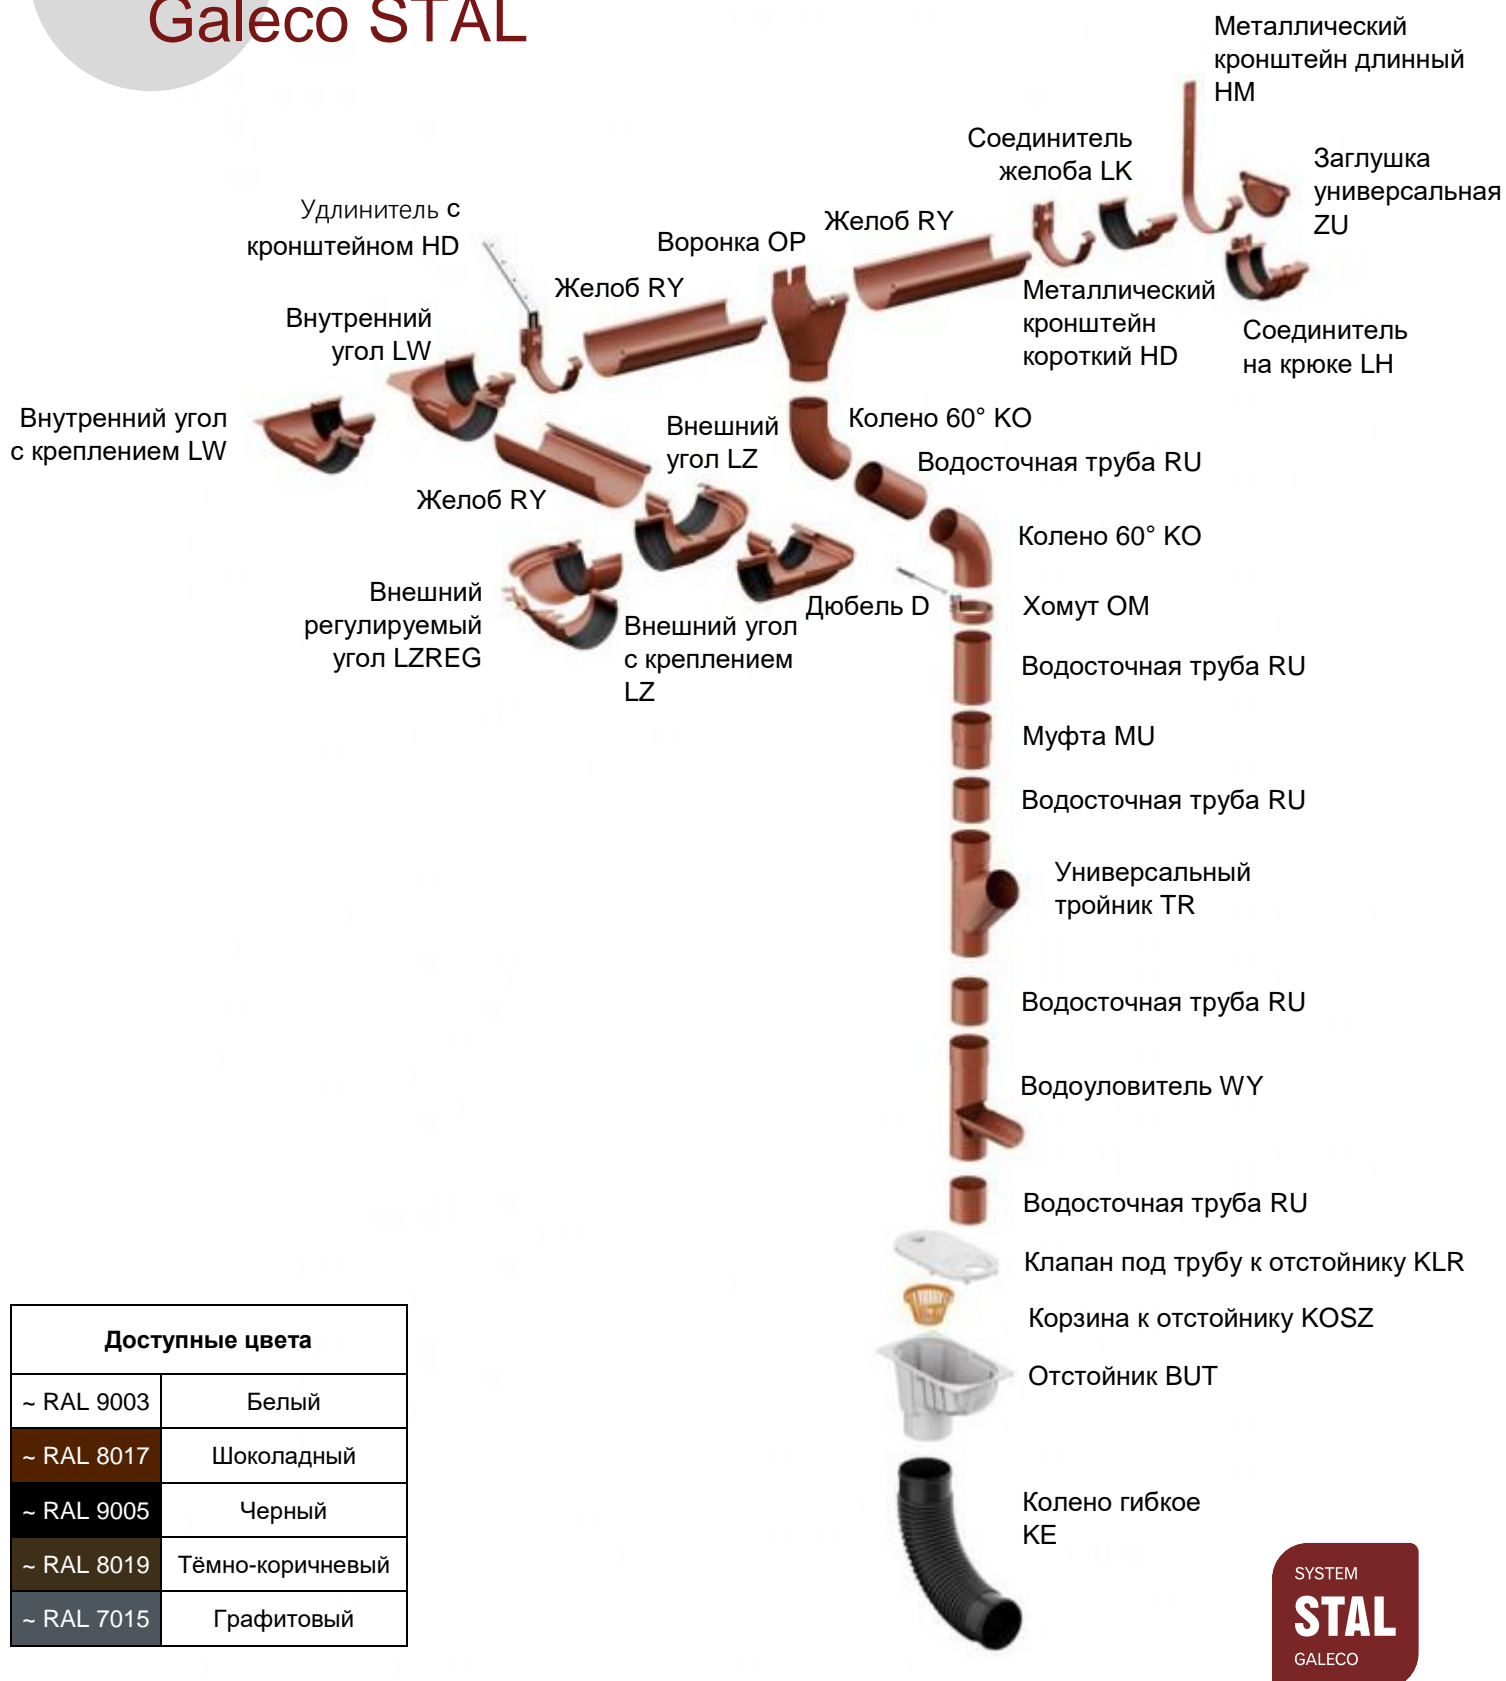 Galeco STAL
Металлический
кронштейн длинный
HM
Соединитель
желоба LK
Заглушка
универсальная
ZU
Удлинитель с
кронштейном HD
Воронка OP
Желоб RY
Желоб RY
Металлический
кронштейн
короткий HD
Соединитель
на крюке LH
Внутренний
угол LW
Внутренний угол
с креплением LW
Внешний
угол LZ
Колено 60° KO
Водосточная труба RU
Желоб RY
Колено 60° KO
Внешний
регулируемый
угол LZREG
Внешний угол
с креплением
LZ
Дюбель D
Хомут OM
Водосточная труба RU
Муфта MU
Водосточная труба RU
Универсальный
тройник TR
Водосточная труба RU
Водоуловитель WY
Водосточная труба RU
Клапан под трубу к отстойнику KLR
Корзина к отстойнику KOSZ
Отстойник BUT
Колено гибкое
KE
Доступные цвета
~ RAL 9003 Белый
~ RAL 8017 Шоколадный
~ RAL 9005 Черный
~ RAL 8019 Тёмно-коричневый
~ RAL 7015 Графитовый
SYSTEM
STAL
GALECO